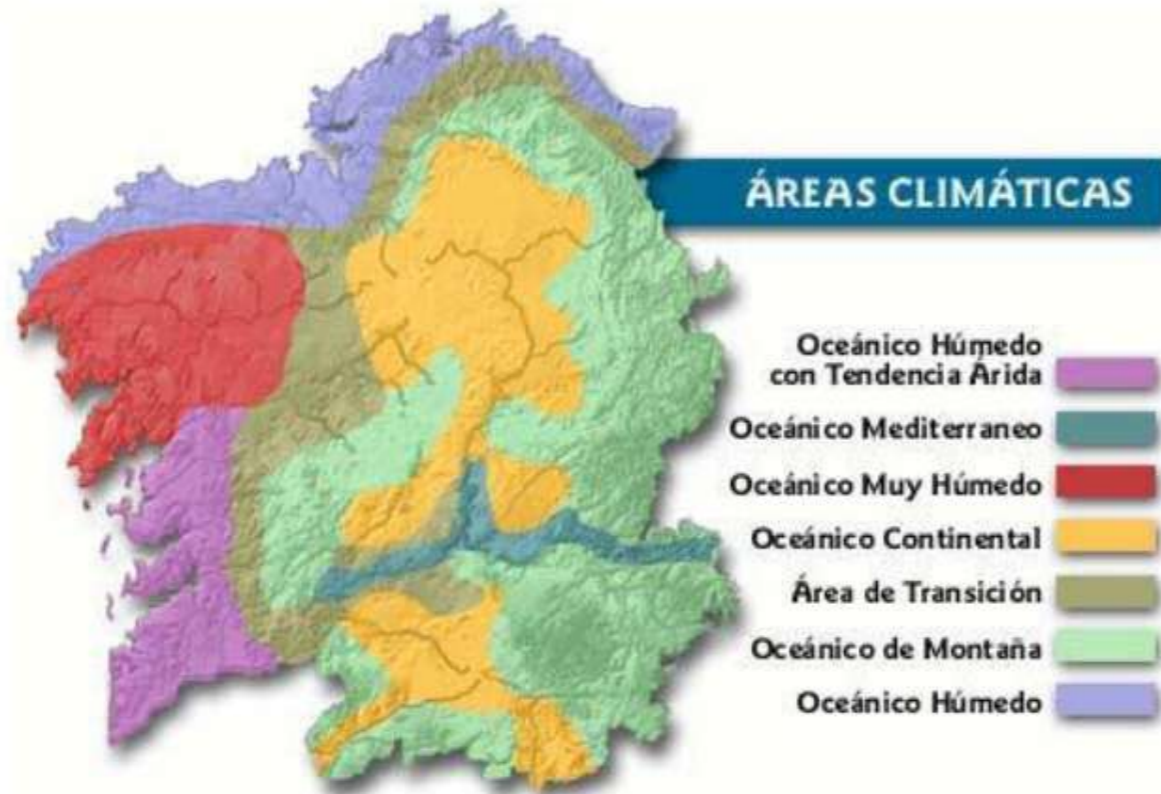 ÁREAS CLIMÁTICAS
Oceánico Húmedo
con Tendencia Árida
Oceánico Mediterraneo
Oceánico Muy Húmedo
Oceánico Continental
Área de Transición
Oceánico de Montaña
Oceánico Húmedo